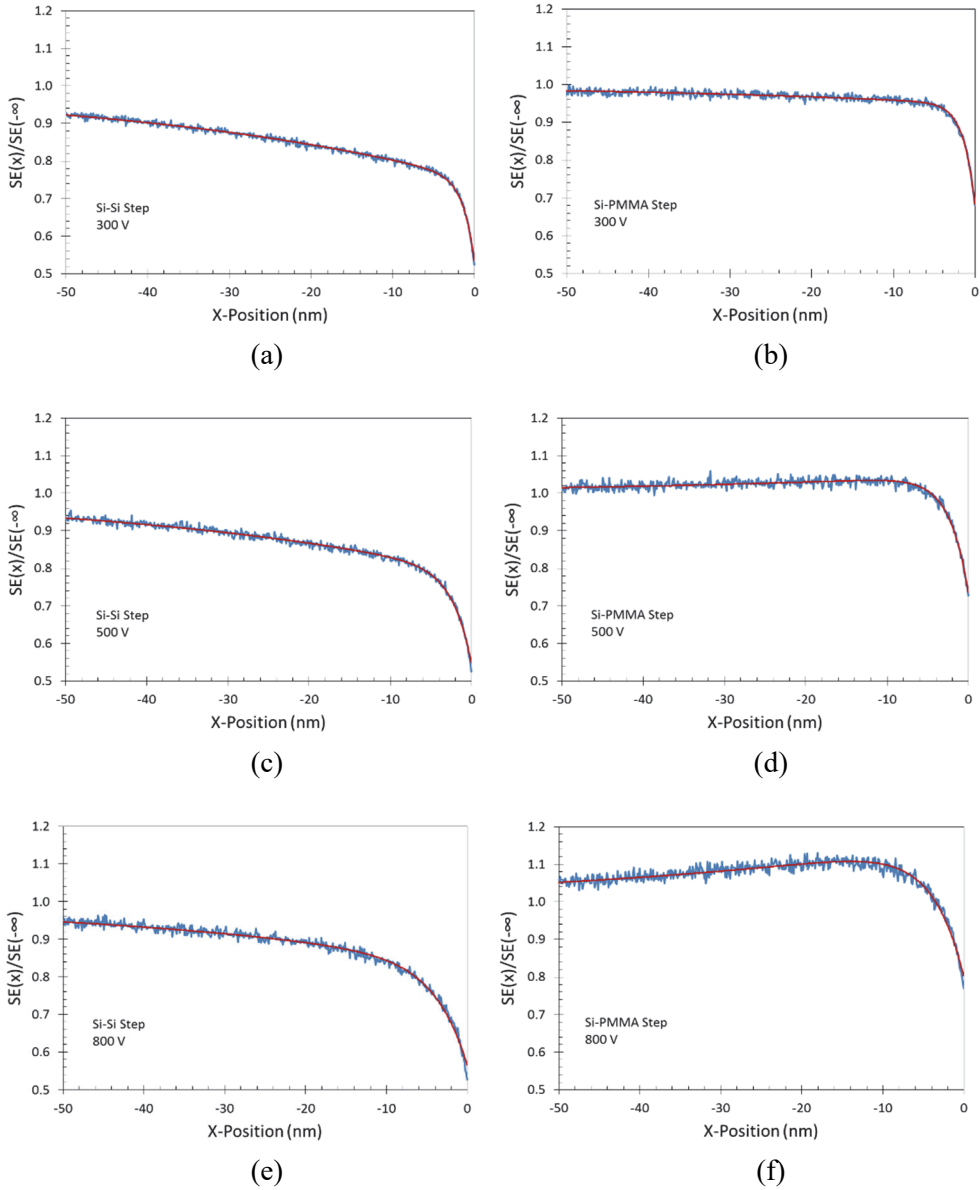 1.2
1.1
1.0
0.9
0.8
0.7
0.6
0.5
SE(x)/SE(-∞)
Si-Si Step
300 V
-50 -40 -30 -20 -10 0
X-Position (nm)
(a)
1.2
1.1
1.0
0.9
0.8
0.7
0.6
0.5
SE(x)/SE(-∞)
Si-PMMA Step
300 V
-50 -40 -30 -20 -10 0
X-Position (nm)
(b)
1.2
1.1
1.0
0.9
0.8
0.7
0.6
0.5
SE(x)/SE(-∞)
Si-Si Step
500 V
-50 -40 -30 -20 -10 0
X-Position (nm)
(c)
1.2
1.1
1.0
0.9
0.8
0.7
0.6
0.5
SE(x)/SE(-∞)
Si-PMMA Step
500 V
-50 -40 -30 -20 -10 0
X-Position (nm)
(d)
1.2
1.1
1.0
0.9
0.8
0.7
0.6
0.5
SE(x)/SE(-∞)
Si-Si Step
800 V
-50 -40 -30 -20 -10 0
X-Position (nm)
(e)
1.2
1.1
1.0
0.9
0.8
0.7
0.6
0.5
SE(x)/SE(-∞)
Si-PMMA Step
800 V
-50 -40 -30 -20 -10 0
X-Position (nm)
(f)